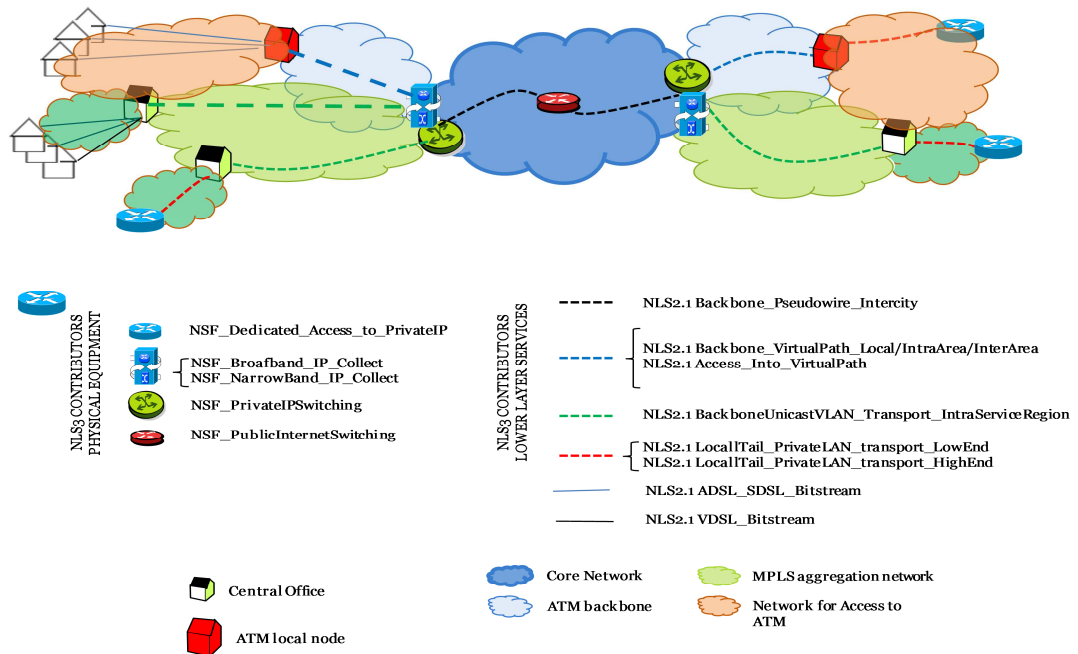 NLS3 CONTRIBUTORS
PHYSICAL EQUIPMENT
NSF_Dedicated_Access_to_PrivateIP
NSF_Broafband_IP_Collect
NSF_NarrowBand_IP_Collect
NSF_PrivateIPSwitching
NSF_PublicInternetSwitching
NLS3 CONTRIBUTORS
LOWER LAYER SERVICES
NLS2.1 Backbone_Pseudowire_Intercity
NLS2.1 Backbone_VirtualPath_Local/IntraArea/InterArea
NLS2.1 Access_Into_VirtualPath
NLS2.1 BackboneUnicastVLAN_Transport_IntraServiceRegion
NLS2.1 LocallTail_PrivateLAN_transport_LowEnd
NLS2.1 LocallTail_PrivateLAN_transport_HighEnd
NLS2.1 ADSL_SDSL_Bitstream
NLS2.1 VDSL_Bitstream
Central Office
ATM local node
Core Network
ATM backbone
MPLS aggregation network
Network for Access to
ATM